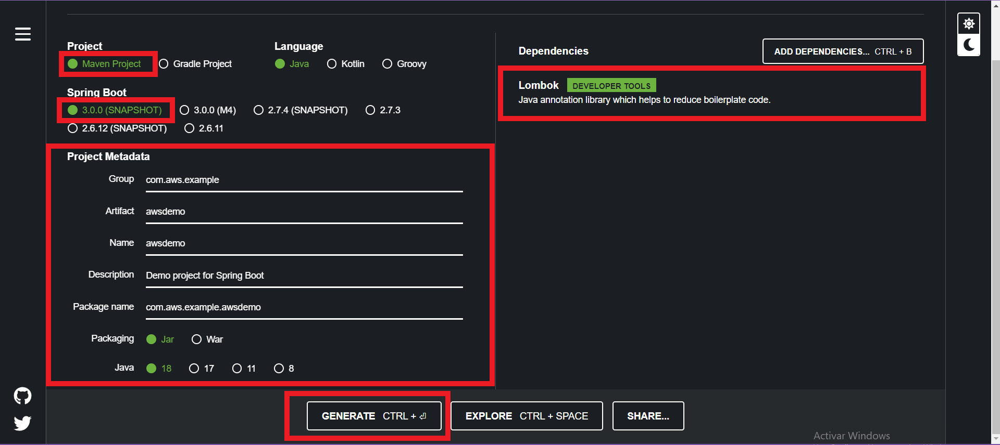 Project
Maven Project
Gradle Project
Language
Java
Kotlin
Groovy
Spring Boot
3.0.0 (SNAPSHOT)
3.0.0 (M4)
2.7.4 (SNAPSHOT)
2.7.3
2.6.12 (SNAPSHOT)
2.6.11
Project Metadata
Group
com.aws.example
Artifact
awsdemo
Name
awsdemo
Description
Demo project for Spring Boot
Package name
com.aws.example.awsdemo
Packaging
Jar
War
Java
18
17
11
8
Dependencies
ADD DEPENDENCIES... CTRL + B
Lombok
DEVELOPER TOOLS
Java annotation library which helps to reduce boilerplate code.
GENERATE CTRL + ⏎
EXPLORE CTRL + SPACE
SHARE...
Activar Windows